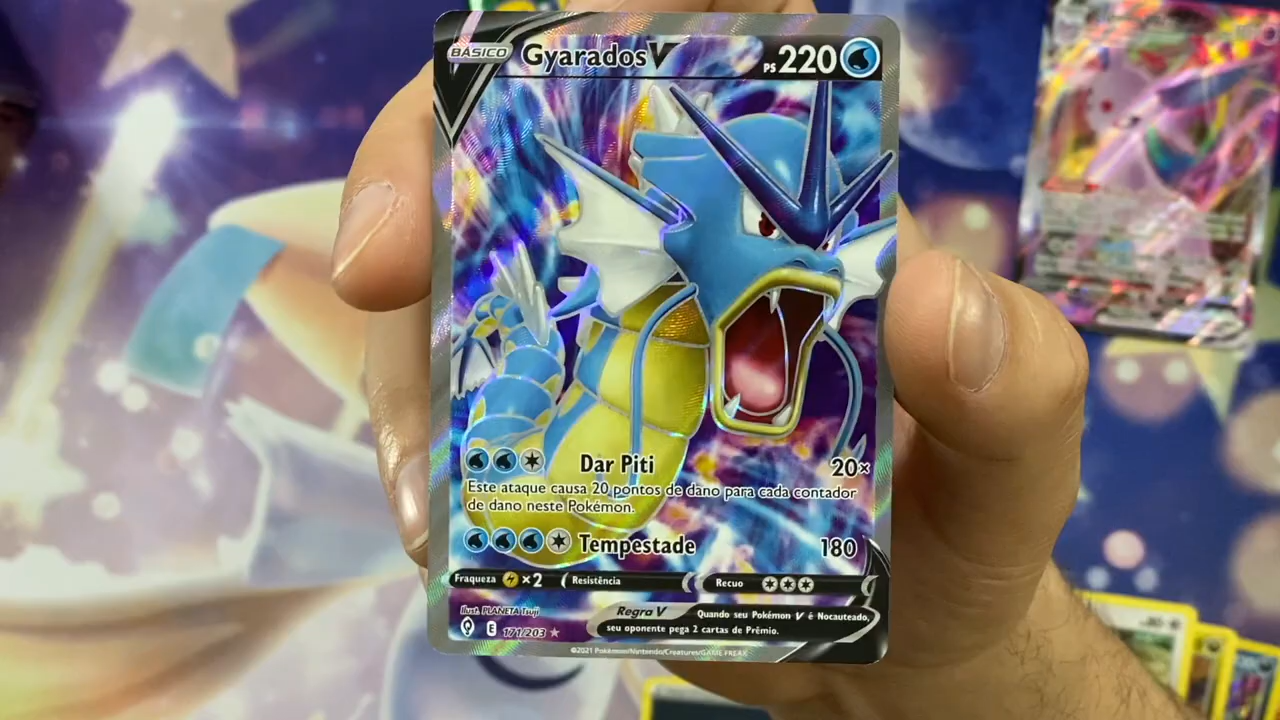 BÁSICO Gyarados V PS 220
Dar Piti 20×
Este ataque causa 20 pontos de dano para cada contador
de dano neste Pokémon.
Tempestade 180
Fraqueza ×2 Resistência Recuo
Regra V Quando seu Pokémon V é Nocauteado,
seu oponente pega 2 cartas de Prêmio.
Ilust. PLANETA Tsuji
E 171/203
©2021 Pokémon/Nintendo/Creatures/GAME FREAK